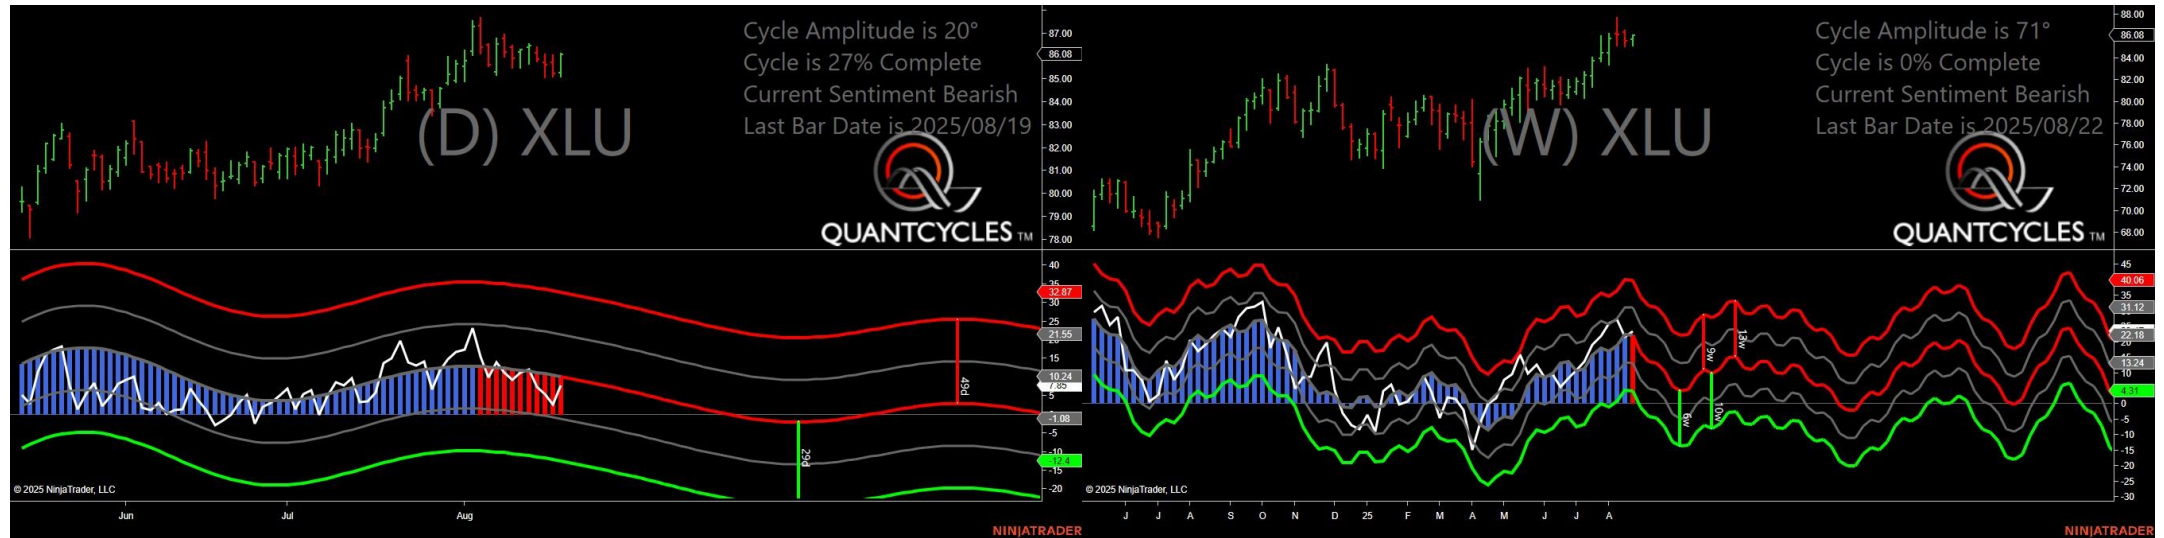 Cycle Amplitude is 20°
Cycle is 27% Complete
Current Sentiment Bearish
Last Bar Date is 2025/08/19
(D) XLU
QUANTCYCLES TM
87.00
86.08
85.00
84.00
83.00
82.00
81.00
80.00
79.00
78.00
40
35
32.87
30
25
21.55
20
15
10.24
7.85
5
-1.08
-5
-10
-12.4
-15
-20
49d
29d
© 2025 NinjaTrader, LLC
Jun Jul Aug
NINJATRADER
Cycle Amplitude is 71°
Cycle is 0% Complete
Current Sentiment Bearish
Last Bar Date is 2025/08/22
(W) XLU
QUANTCYCLES TM
88.00
86.08
84.00
82.00
80.00
78.00
76.00
74.00
72.00
70.00
68.00
45
40.06
35
31.12
22.18
20
13.24
10
4.31
0
-5
-10
-15
-20
-25
-30
9w
13w
6w
10w
© 2025 NinjaTrader, LLC
J J A S O N D 25 F M A M J J A
NINJATRADER